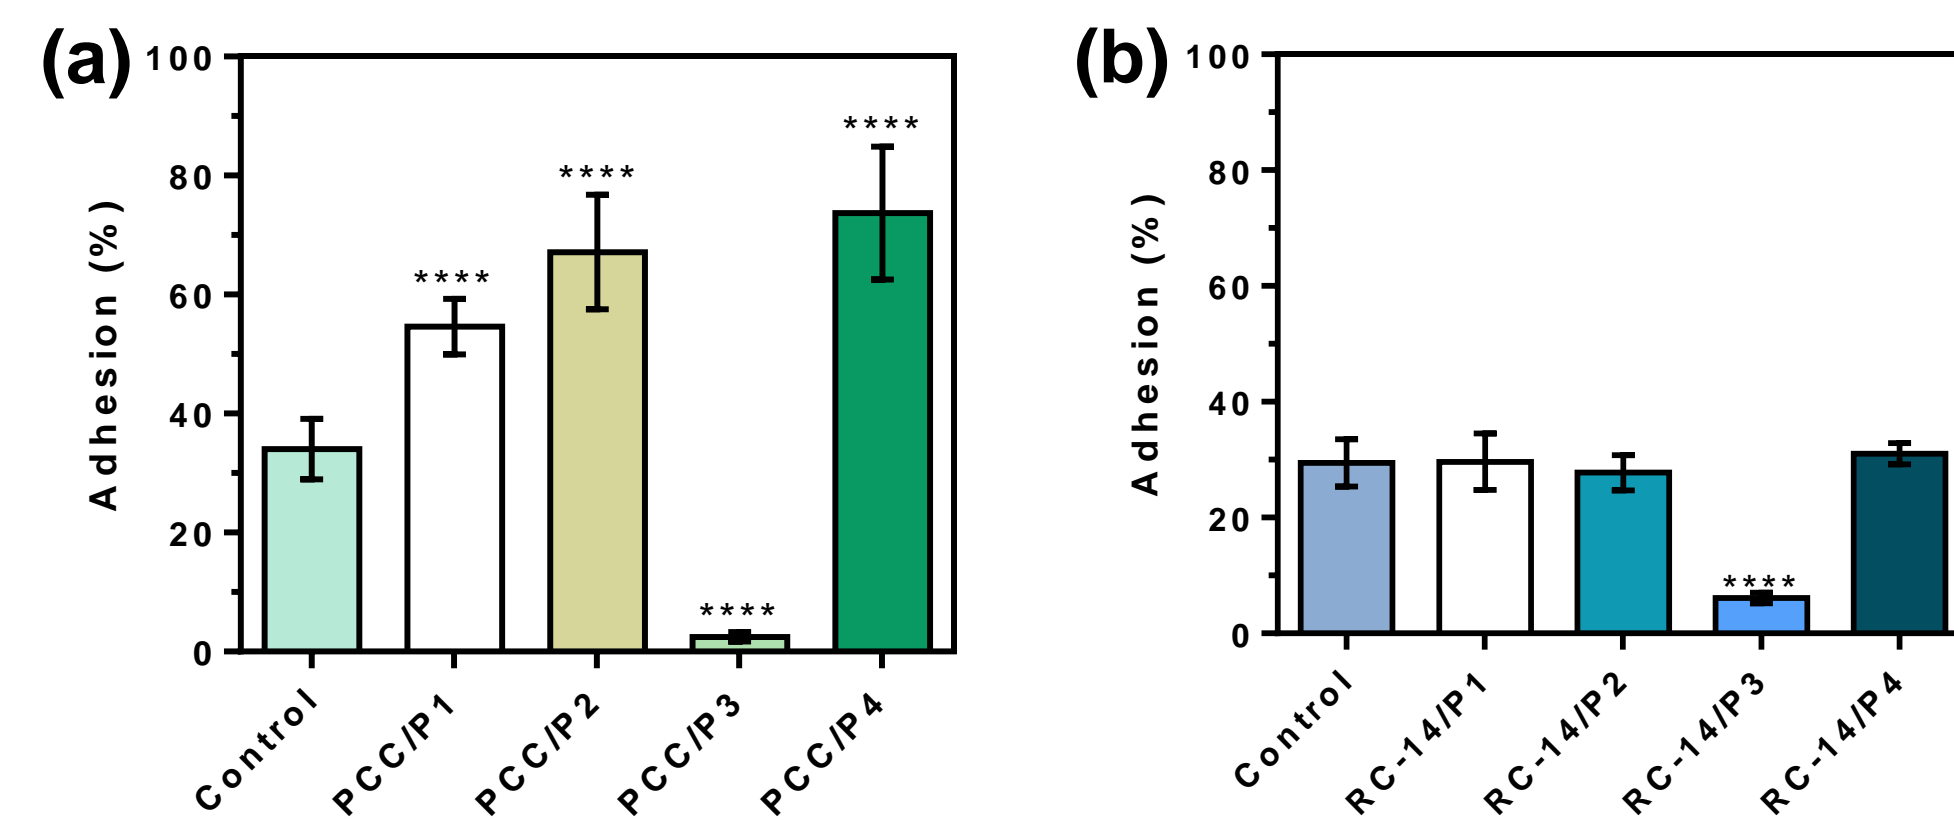 (a)
100
80
60
40
20
0
Adhesion (%)
****
****
****
****
Control
PCC/P1
PCC/P2
PCC/P3
PCC/P4
(b)
100
80
60
40
20
0
Adhesion (%)
****
Control
RC-14/P1
RC-14/P2
RC-14/P3
RC-14/P4